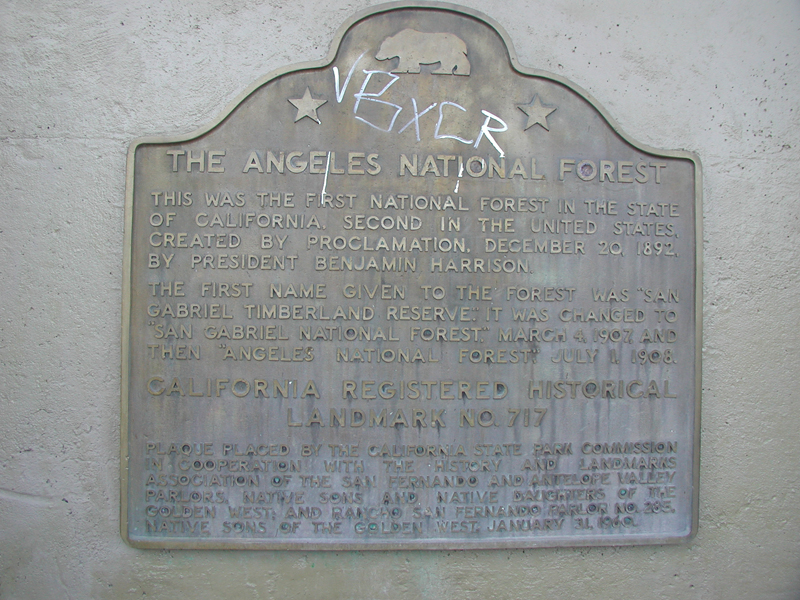 THE ANGELES NATIONAL FOREST
THIS WAS THE FIRST NATIONAL FOREST IN THE STATE
OF CALIFORNIA, SECOND IN THE UNITED STATES,
CREATED BY PROCLAMATION, DECEMBER 20, 1892,
BY PRESIDENT BENJAMIN HARRISON.
THE FIRST NAME GIVEN TO THE FOREST WAS "SAN
GABRIEL TIMBERLAND RESERVE." IT WAS CHANGED TO
"SAN GABRIEL NATIONAL FOREST," MARCH 4, 1907, AND
THEN "ANGELES NATIONAL FOREST," JULY 1, 1908.
CALIFORNIA REGISTERED HISTORICAL
LANDMARK NO. 717
PLAQUE PLACED BY THE CALIFORNIA STATE PARK COMMISSION
IN COOPERATION WITH THE HISTORY AND LANDMARKS
ASSOCIATION OF THE SAN FERNANDO AND ANTELOPE VALLEY
PARLORS, NATIVE SONS AND NATIVE DAUGHTERS OF THE
GOLDEN WEST; AND RANCHO SAN FERNANDO PARLOR NO. 285,
NATIVE SONS OF THE GOLDEN WEST, JANUARY 31, 1960.